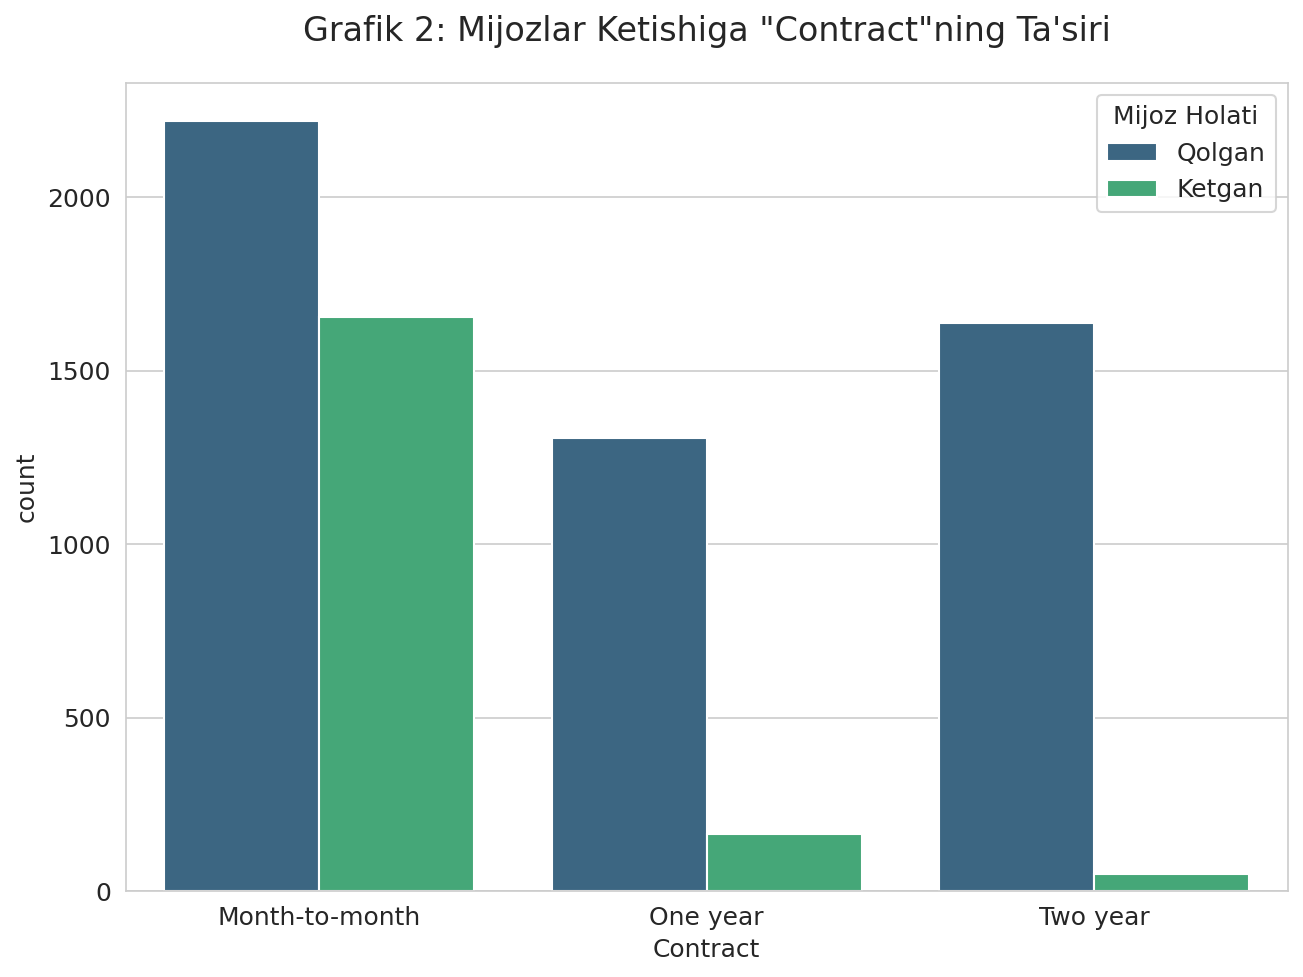 Grafik 2: Mijozlar Ketishiga "Contract"ning Ta'siri
Mijoz Holati
Qolgan
Ketgan
count
2000
1500
1000
500
0
Month-to-month
One year
Two year
Contract